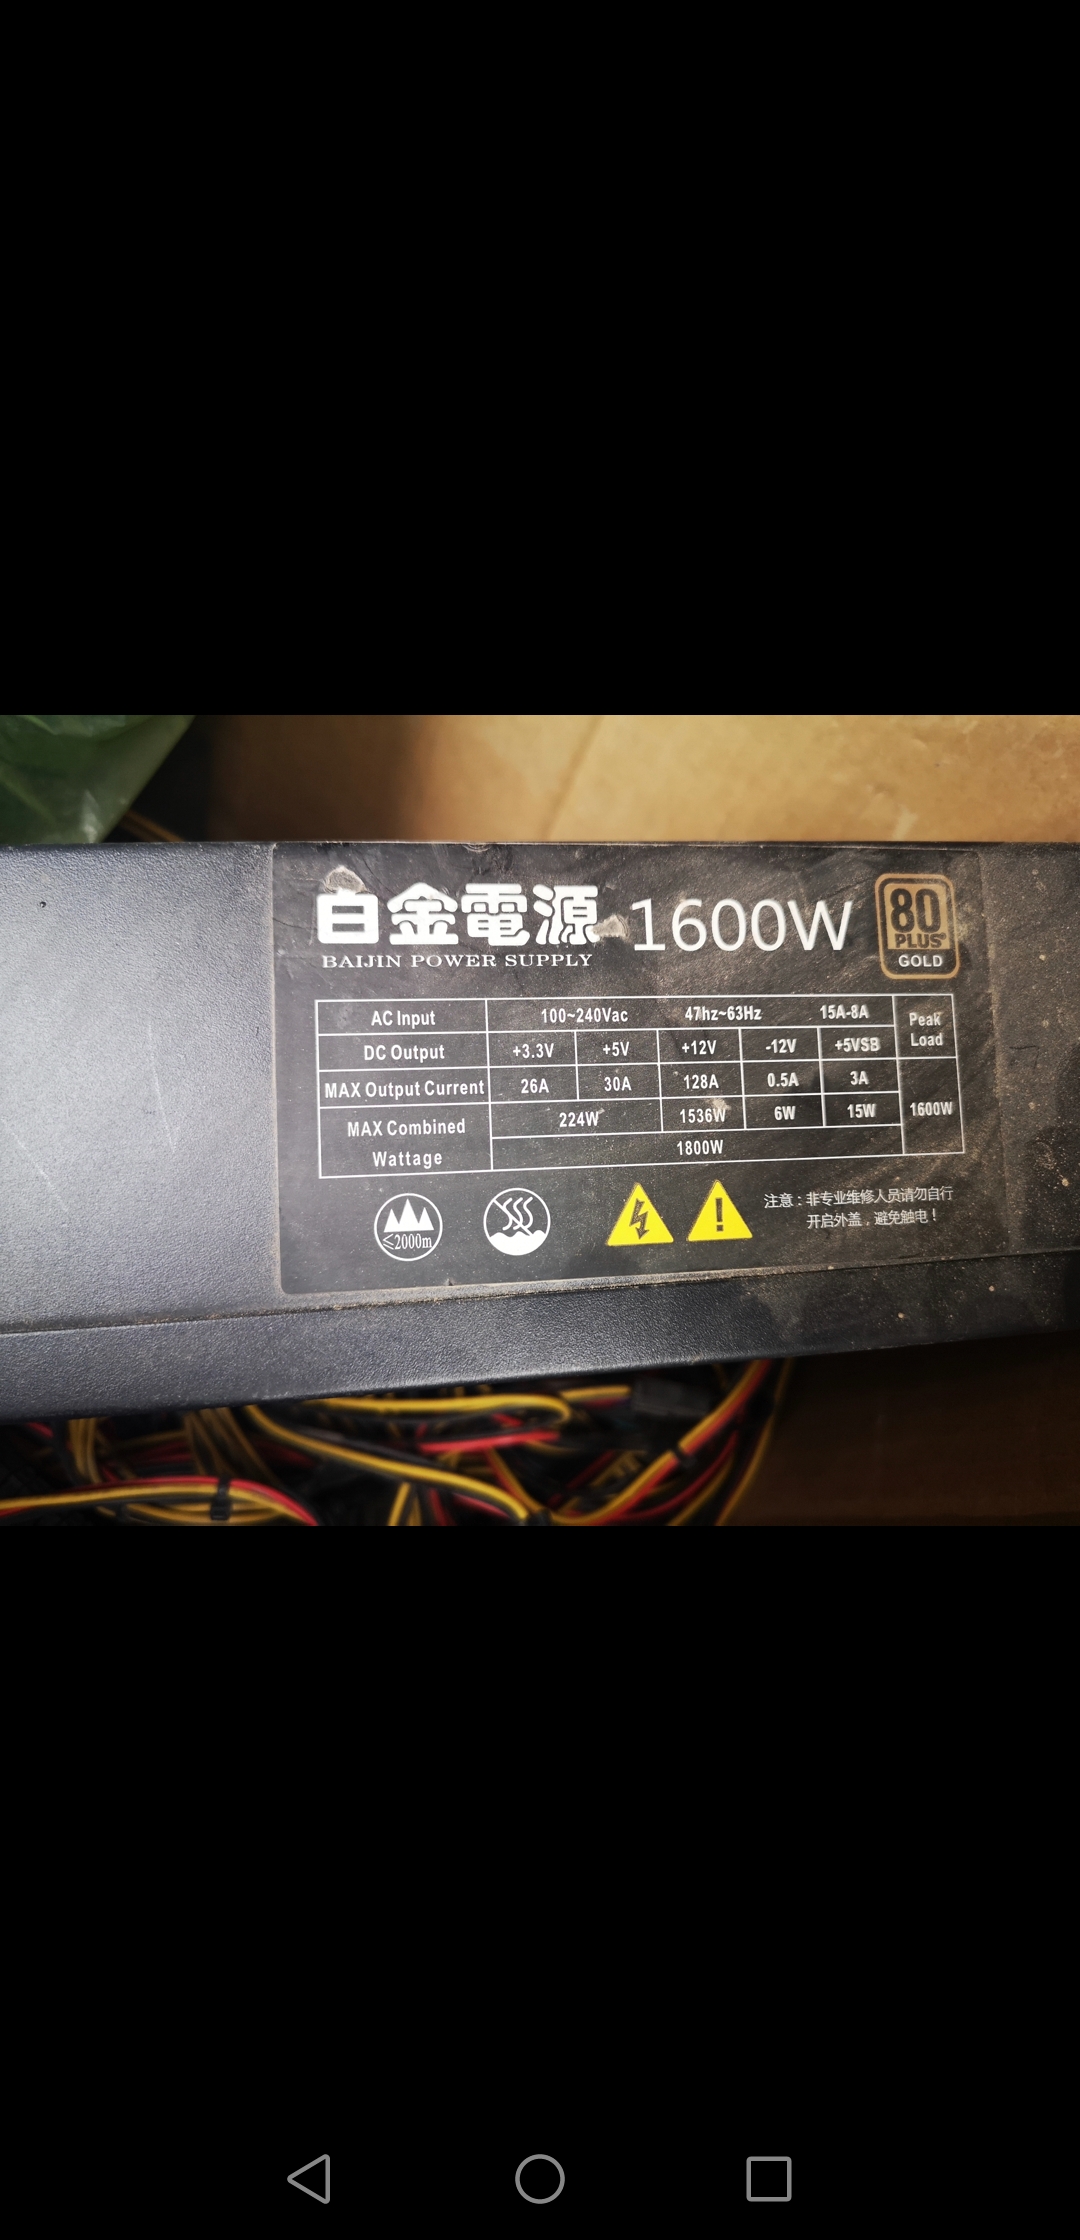 白金電源 1600W 80 PLUS® GOLD
BAIJIN POWER SUPPLY
AC Input 100~240Vac 47hz~63Hz 15A-8A Peak Load
DC Output +3.3V +5V +12V -12V +5VSB
MAX Output Current 26A 30A 128A 0.5A 3A 1600W
MAX Combined Wattage 224W 1536W 6W 15W
1800W
≤2000m
注意：非专业维修人员请勿自行
开启外盖，避免触电！